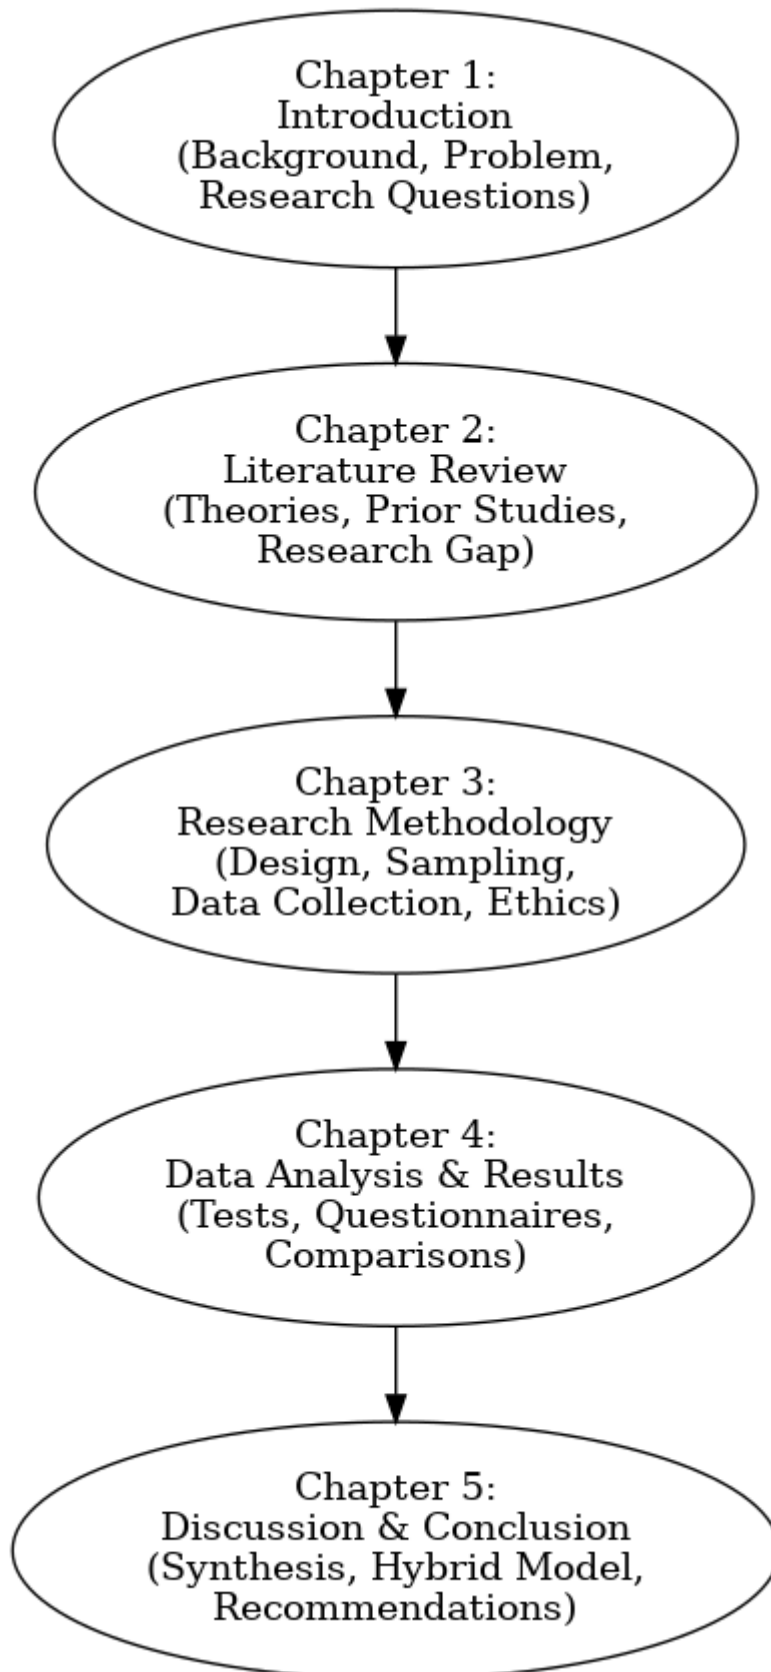 Chapter 1:
Introduction
(Background, Problem,
Research Questions)
Chapter 2:
Literature Review
(Theories, Prior Studies,
Research Gap)
Chapter 3:
Research Methodology
(Design, Sampling,
Data Collection, Ethics)
Chapter 4:
Data Analysis & Results
(Tests, Questionnaires,
Comparisons)
Chapter 5:
Discussion & Conclusion
(Synthesis, Hybrid Model,
Recommendations)